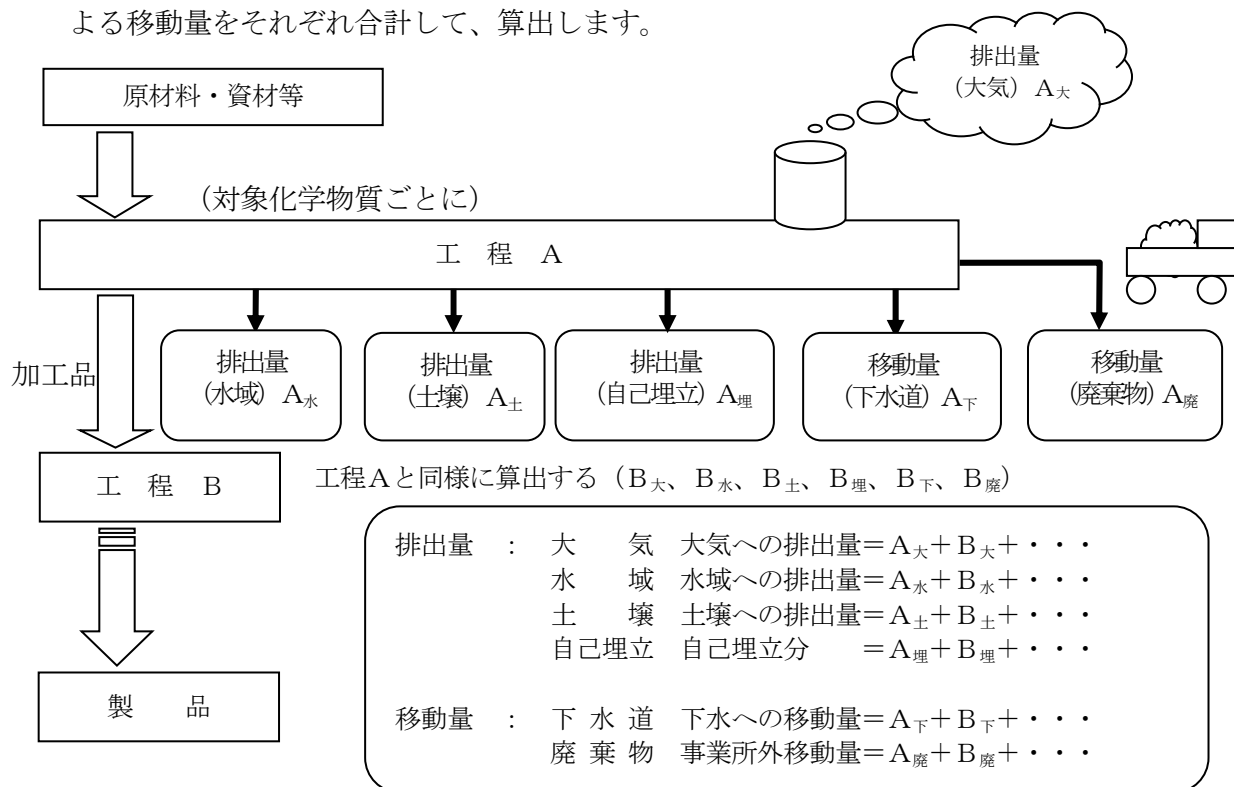 よる移動量をそれぞれ合計して、算出します。
排出量
（大気）A大
原材料・資材等
（対象化学物質ごとに）
工　程　A
加工品
排出量
（水域）A水
排出量
（土壌）A土
排出量
（自己埋立）A埋
移動量
（下水道）A下
移動量
（廃棄物）A廃
工　程　B
工程Aと同様に算出する（B大、B水、B土、B埋、B下、B廃）
排出量　：　大　　気　大気への排出量＝A大＋B大＋・・・
水　　域　水域への排出量＝A水＋B水＋・・・
土　　壌　土壌への排出量＝A土＋B土＋・・・
自己埋立　自己埋立分　　＝A埋＋B埋＋・・・
製　　品
移動量　：　下 水 道　下水への移動量＝A下＋B下＋・・・
廃 棄 物　事業所外移動量＝A廃＋B廃＋・・・